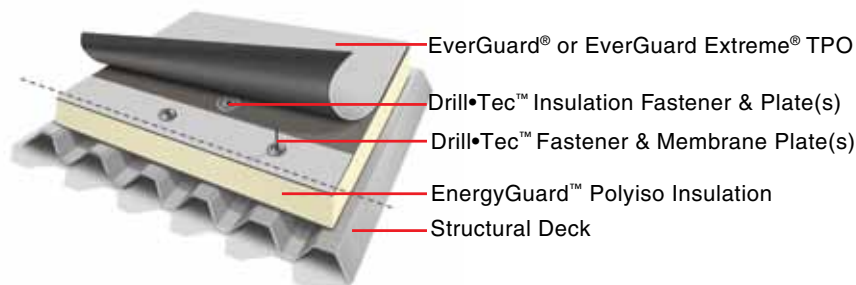 EverGuard® or EverGuard Extreme® TPO
Drill•Tec™ Insulation Fastener & Plate(s)
Drill•Tec™ Fastener & Membrane Plate(s)
EnergyGuard™ Polyiso Insulation
Structural Deck